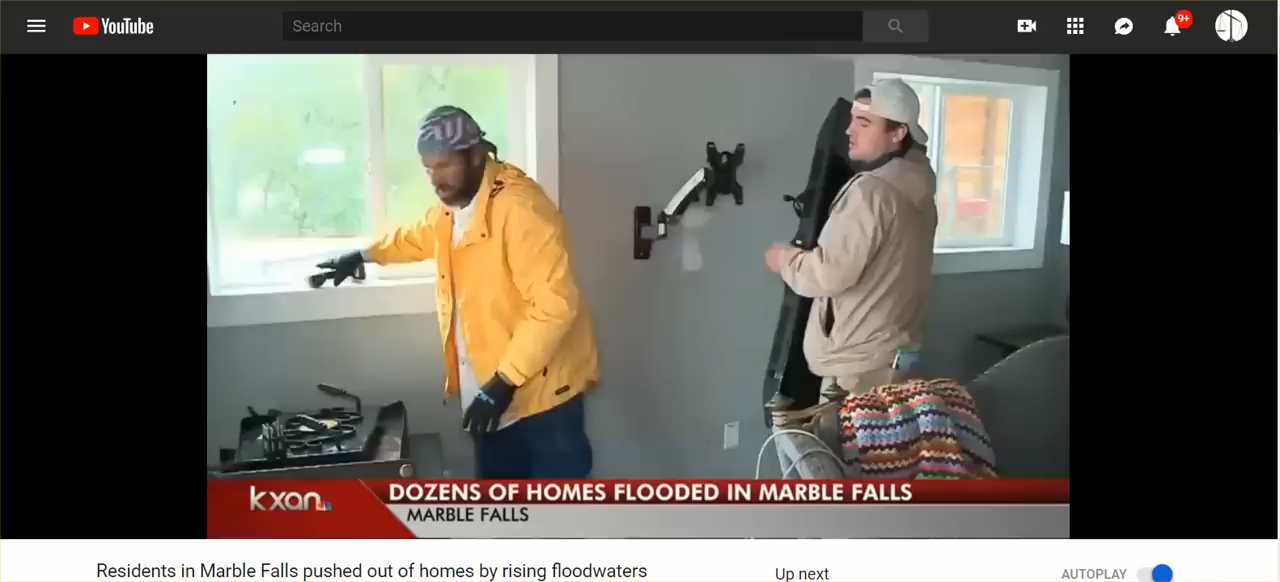 YouTube
Search
9+
kxan
DOZENS OF HOMES FLOODED IN MARBLE FALLS
MARBLE FALLS
Residents in Marble Falls pushed out of homes by rising floodwaters
Up next
AUTOPLAY